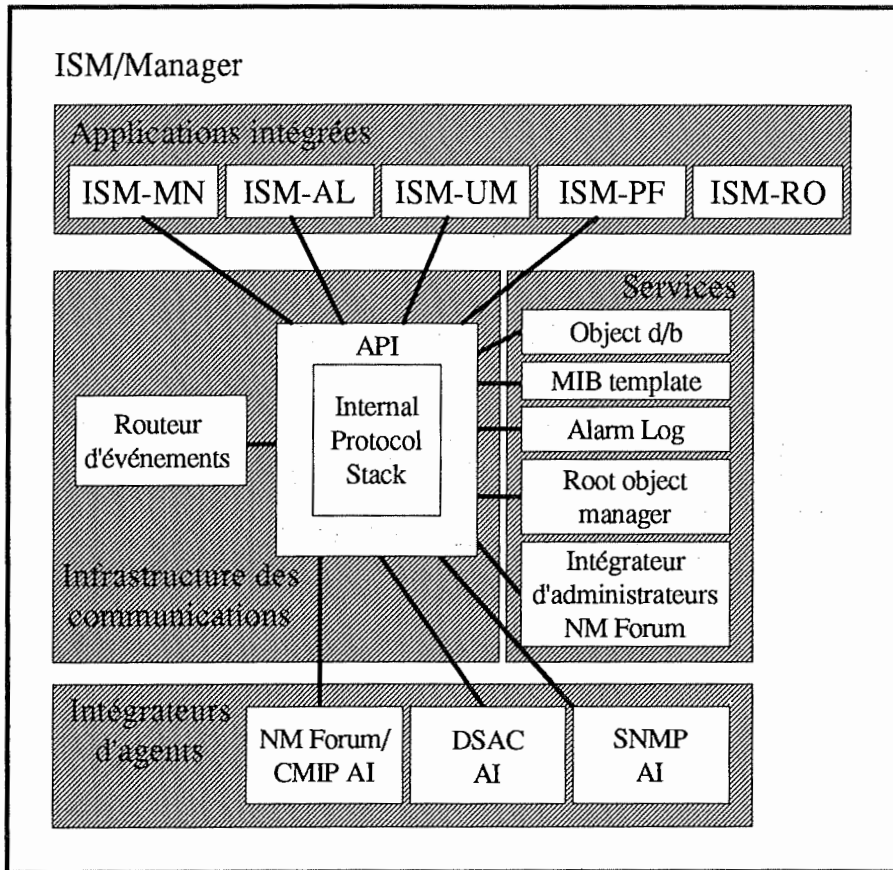 ISM/Manager
Applications intégrées
ISM-MN
ISM-AL
ISM-UM
ISM-PF
ISM-RO
Services
API
Internal
Protocol
Stack
Routeur
d'événements
Infrastructure des
communications
Object d/b
MIB template
Alarm Log
Root object
manager
Intégrateur
d'administrateurs
NM Forum
Intégrateurs
d'agents
NM Forum/
CMIP AI
DSAC
AI
SNMP
AI